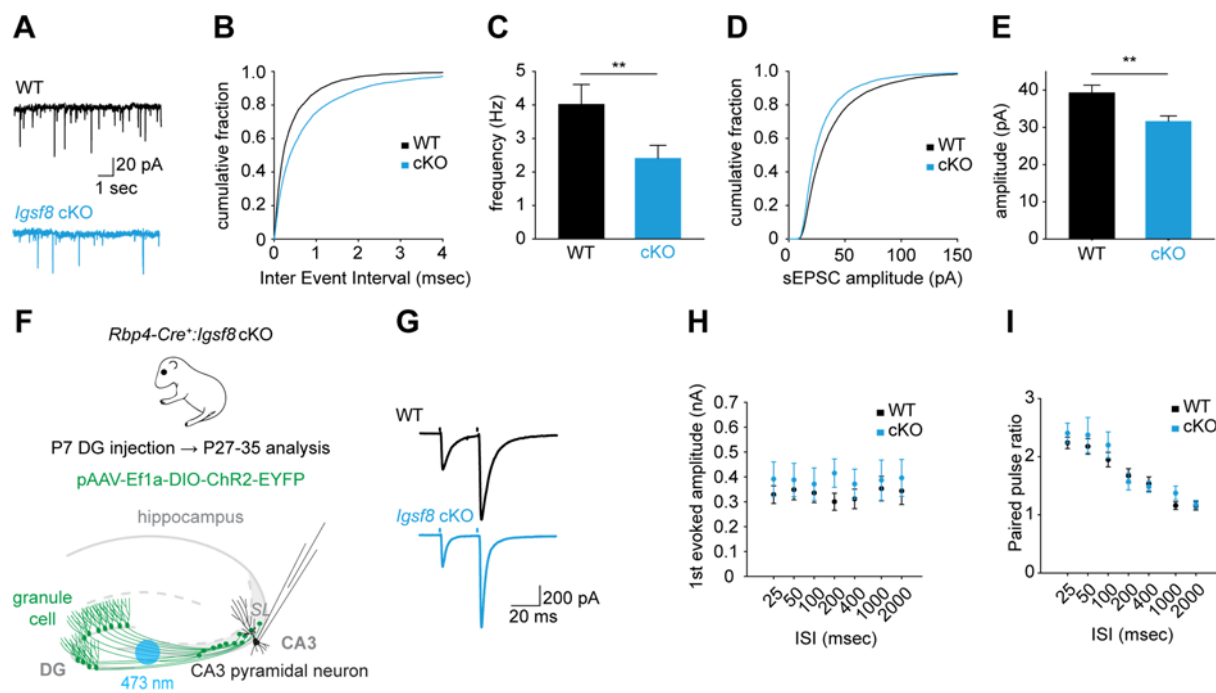 A
WT
20 pA
1 sec
Igsf8 cKO
B
cumulative fraction
1.0
0.8
0.6
0.4
0.2
0
WT
cKO
0 1 2 3 4
Inter Event Interval (msec)
C
**
frequency (Hz)
5
4
3
2
1
0
WT cKO
D
cumulative fraction
1.0
0.8
0.6
0.4
0.2
0
WT
cKO
0 50 100 150
sEPSC amplitude (pA)
E
**
amplitude (pA)
40
30
20
10
0
WT cKO
F
Rbp4-Cre⁺:Igsf8 cKO
P7 DG injection → P27-35 analysis
pAAV-Ef1a-DIO-ChR2-EYFP
hippocampus
granule
cell
SL
CA3
DG
CA3 pyramidal neuron
473 nm
G
WT
Igsf8 cKO
200 pA
20 ms
H
1st evoked amplitude (nA)
0.7
0.6
0.5
0.4
0.3
0.2
0.1
0
WT
cKO
25 50 100 200 400 1000 2000
ISI (msec)
I
Paired pulse ratio
3
2
1
0
WT
cKO
25 50 100 200 400 1000 2000
ISI (msec)